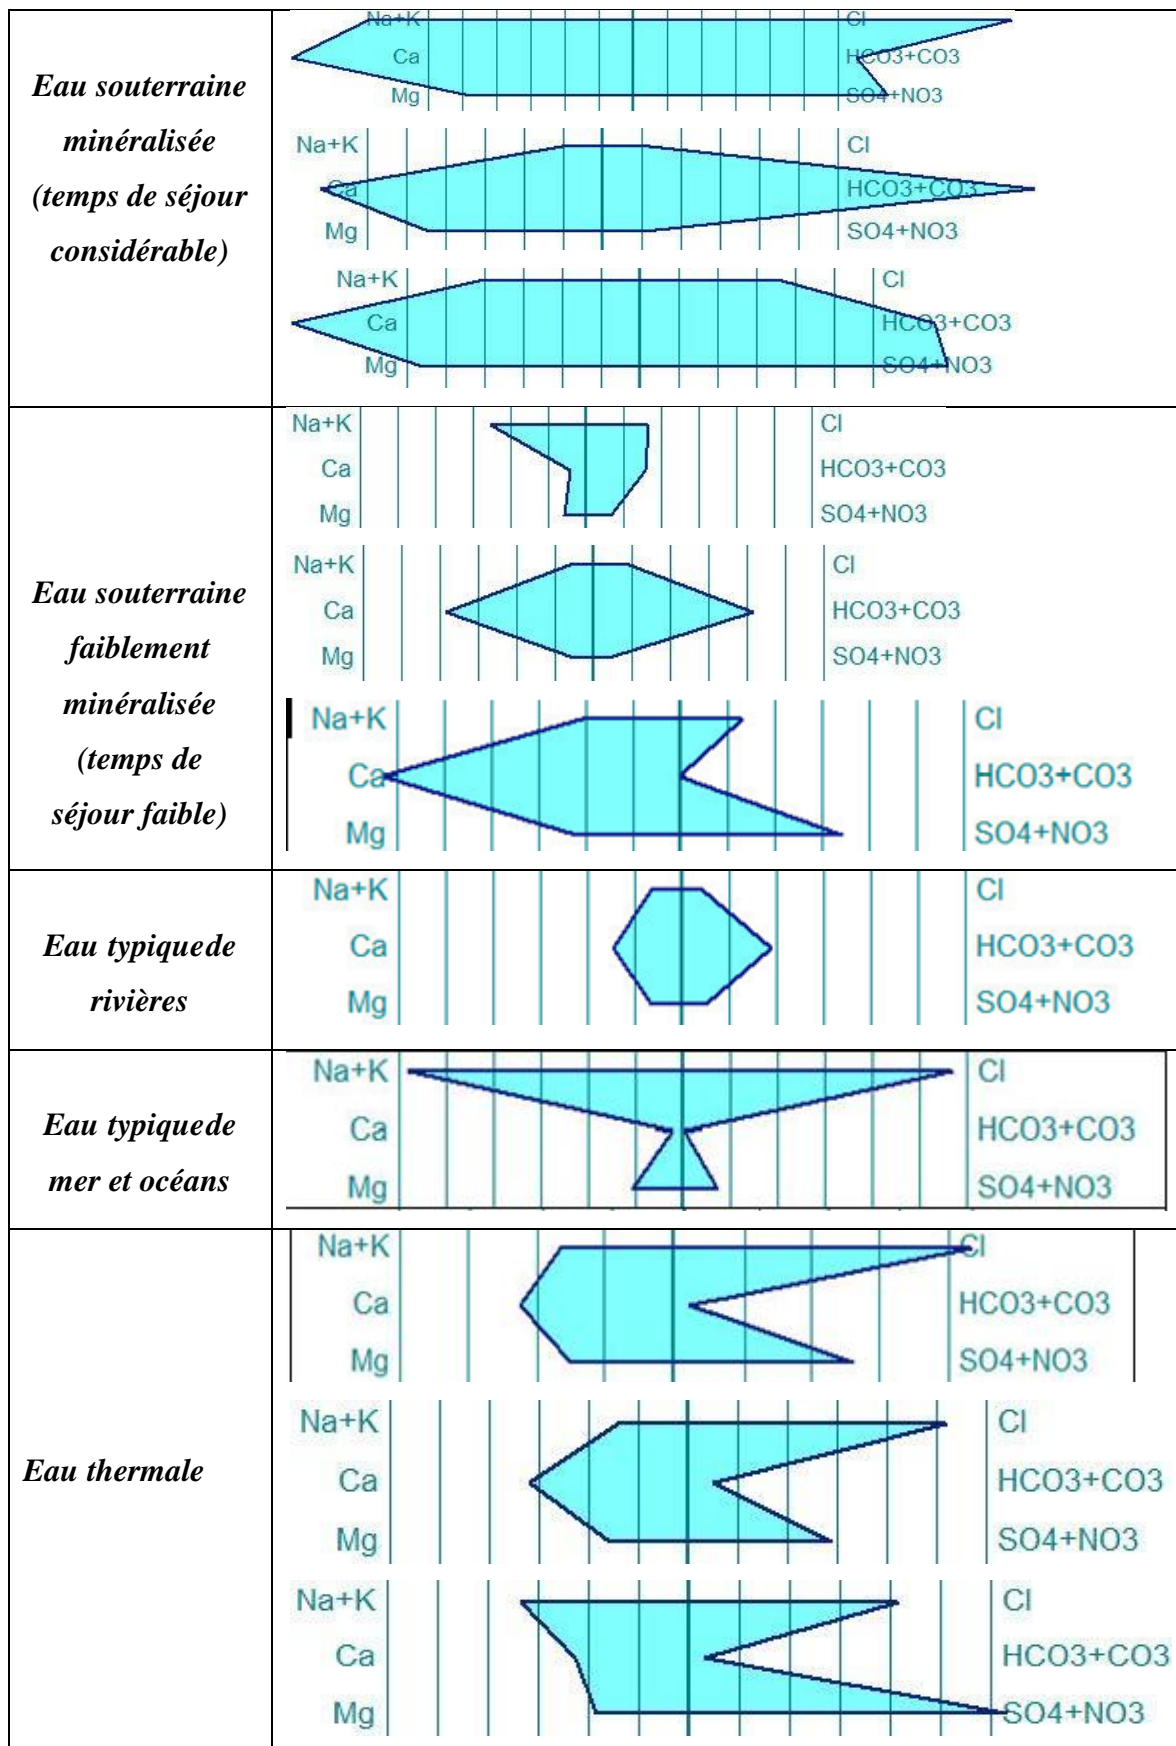 Eau souterraine
minéralisée
(temps de séjour
considérable)
Na+K Cl
Ca HCO3+CO3
Mg SO4+NO3
Na+K Cl
Ca HCO3+CO3
Mg SO4+NO3
Na+K Cl
Ca HCO3+CO3
Mg SO4+NO3
Eau souterraine
faiblement
minéralisée
(temps de
séjour faible)
Na+K Cl
Ca HCO3+CO3
Mg SO4+NO3
Na+K Cl
Ca HCO3+CO3
Mg SO4+NO3
Na+K Cl
Ca HCO3+CO3
Mg SO4+NO3
Eau typiquede
rivières
Na+K Cl
Ca HCO3+CO3
Mg SO4+NO3
Eau typiquede
mer et océans
Na+K Cl
Ca HCO3+CO3
Mg SO4+NO3
Eau thermale
Na+K Cl
Ca HCO3+CO3
Mg SO4+NO3
Na+K Cl
Ca HCO3+CO3
Mg SO4+NO3
Na+K Cl
Ca HCO3+CO3
Mg SO4+NO3